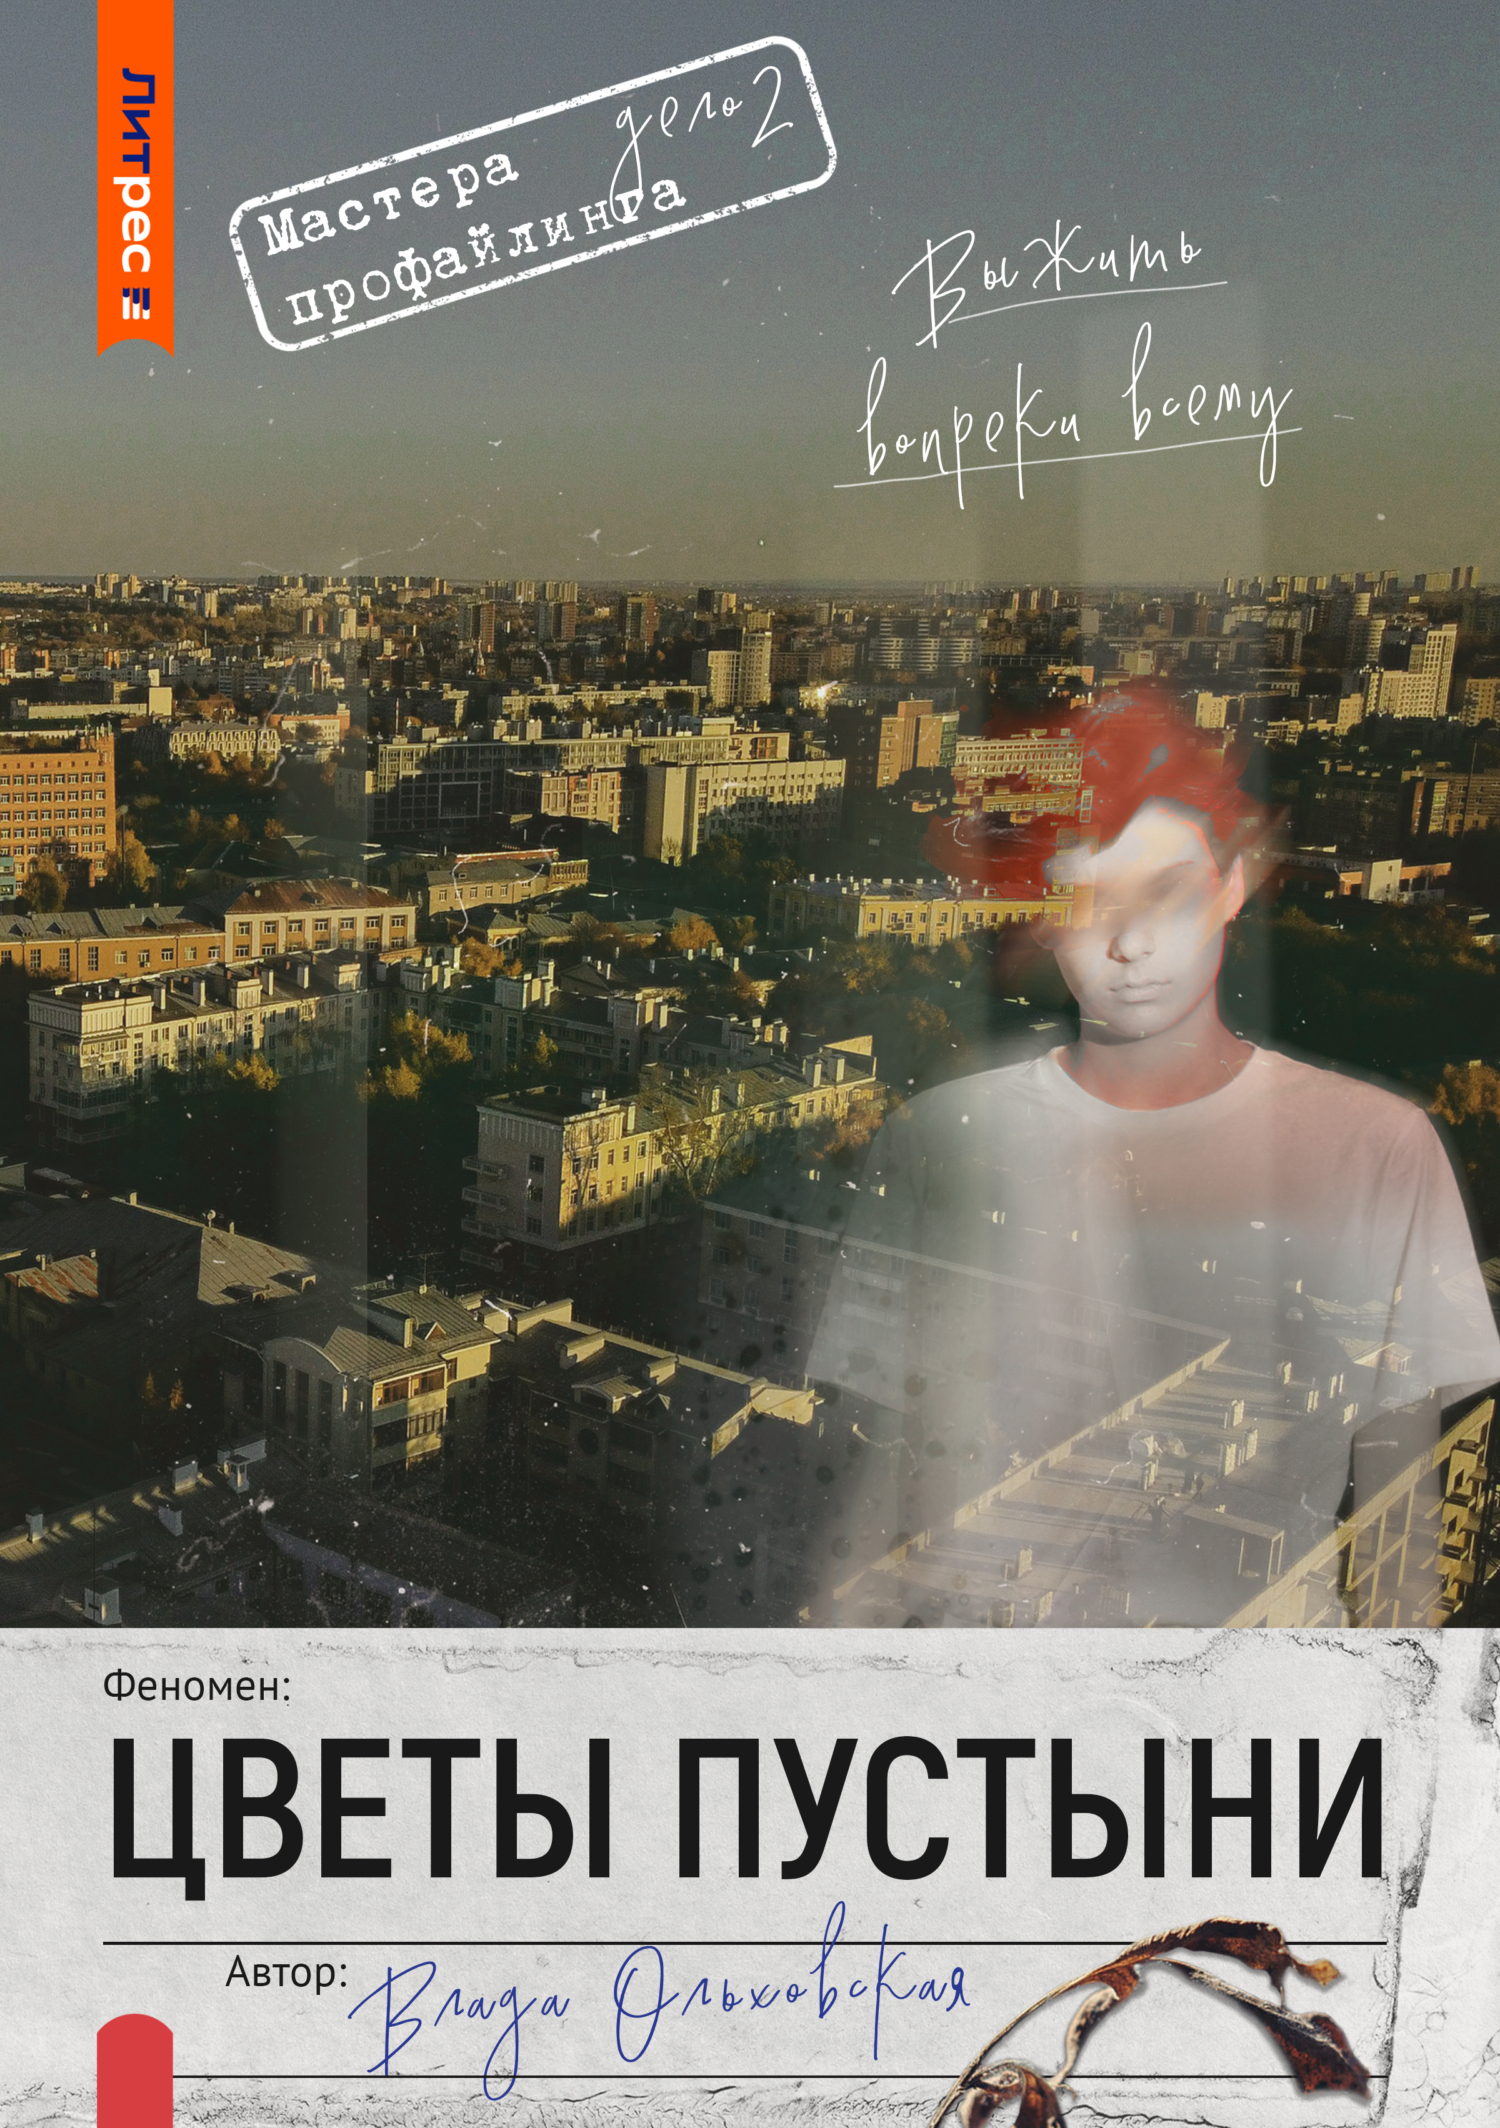 Литрес
дело 2
Мастера
профайлинга
Выжить
вопреки всему
Феномен:
ЦВЕТЫ ПУСТЫНИ
Автор: Влада Ольховская